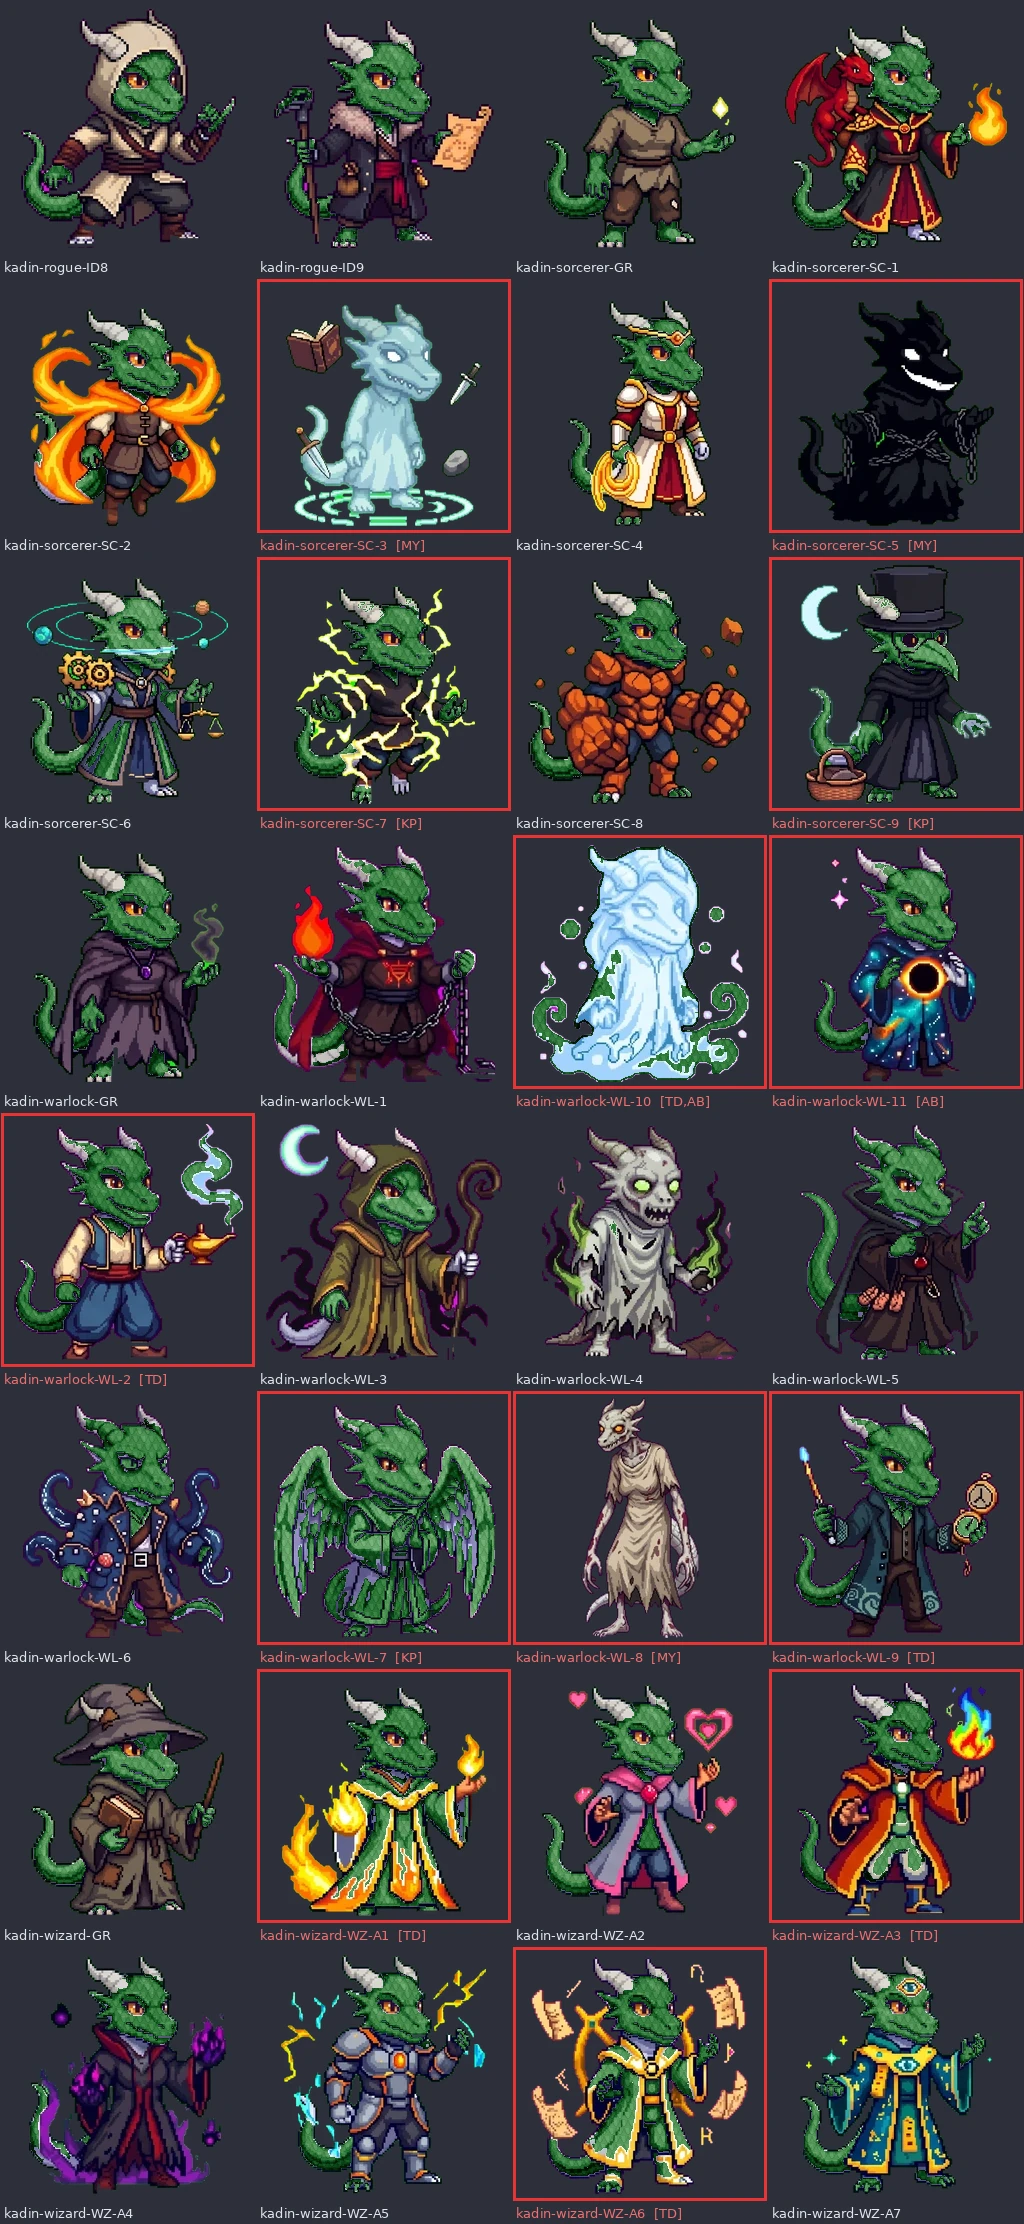 kadin-rogue-ID8
kadin-rogue-ID9
kadin-sorcerer-GR
kadin-sorcerer-SC-1
kadin-sorcerer-SC-2
kadin-sorcerer-SC-3 [MY]
kadin-sorcerer-SC-4
kadin-sorcerer-SC-5 [MY]
kadin-sorcerer-SC-6
kadin-sorcerer-SC-7 [KP]
kadin-sorcerer-SC-8
kadin-sorcerer-SC-9 [KP]
kadin-warlock-GR
kadin-warlock-WL-1
kadin-warlock-WL-10 [TD,AB]
kadin-warlock-WL-11 [AB]
kadin-warlock-WL-2 [TD]
kadin-warlock-WL-3
kadin-warlock-WL-4
kadin-warlock-WL-5
kadin-warlock-WL-6
kadin-warlock-WL-7 [KP]
kadin-warlock-WL-8 [MY]
kadin-warlock-WL-9 [TD]
kadin-wizard-GR
kadin-wizard-WZ-A1 [TD]
kadin-wizard-WZ-A2
kadin-wizard-WZ-A3 [TD]
kadin-wizard-WZ-A4
kadin-wizard-WZ-A5
kadin-wizard-WZ-A6 [TD]
kadin-wizard-WZ-A7